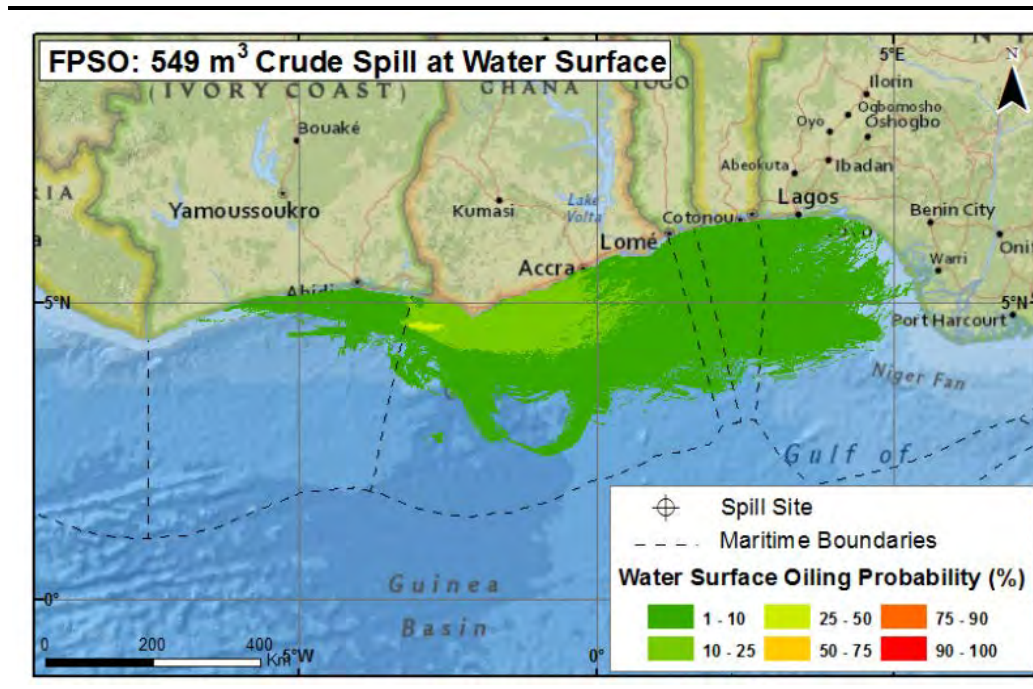 FPSO: 549 m³ Crude Spill at Water Surface
5°E
N
(IVORY COAST)
GHANA
TOGO
Ilorin
Bouaké
Ogbomosho
Oyo
Oshogbo
Abeokuta
Ibadan
RIA
Yamoussoukro
Kumasi
Lake
Volta
Cotonou
Lagos
Benin City
Lomé
Accra
Warri
Onit
Abidj
5°N
5°N
Port Harcourt
Niger Fan
Gulf of
Guinea
Basin
0°
0 200 400
Km
5°W
0°
Spill Site
Maritime Boundaries
Water Surface Oiling Probability (%)
1 - 10
25 - 50
75 - 90
10 - 25
50 - 75
90 - 100